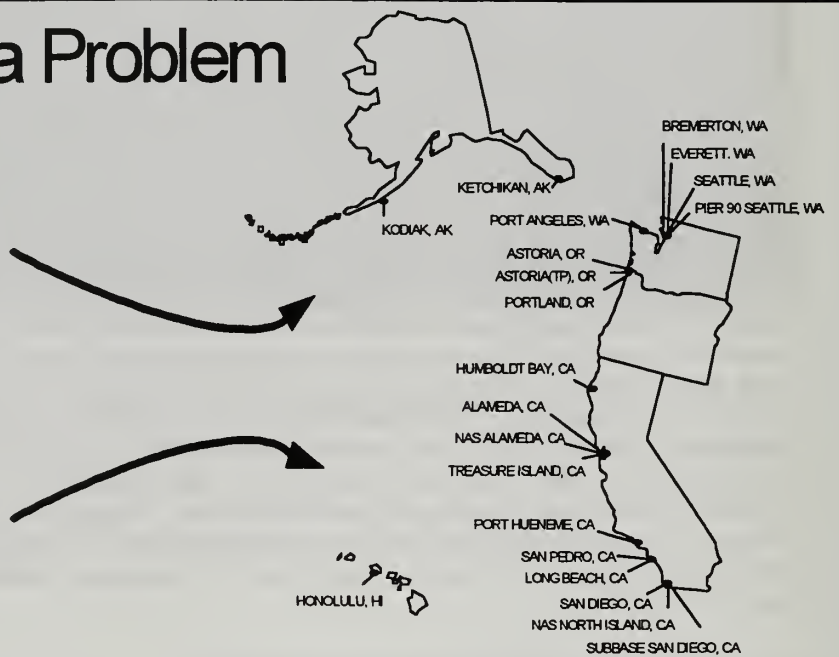 a Problem
BREMERTON, WA
EVERETT. WA
SEATTLE, WA
PIER 90 SEATTLE, WA
KETCHIKAN, AK
KODIAK, AK
PORT ANGELES, WA
ASTORIA, OR
ASTORIA(TP), OR
PORTLAND, OR
HUMBOLDT BAY, CA
ALAMEDA, CA
NAS ALAMEDA, CA
TREASURE ISLAND, CA
PORT HUENEME, CA
SAN PEDRO, CA
LONG BEACH, CA
HONOLULU, HI
SAN DIEGO, CA
NAS NORTH ISLAND, CA
SUBBASE SAN DIEGO, CA